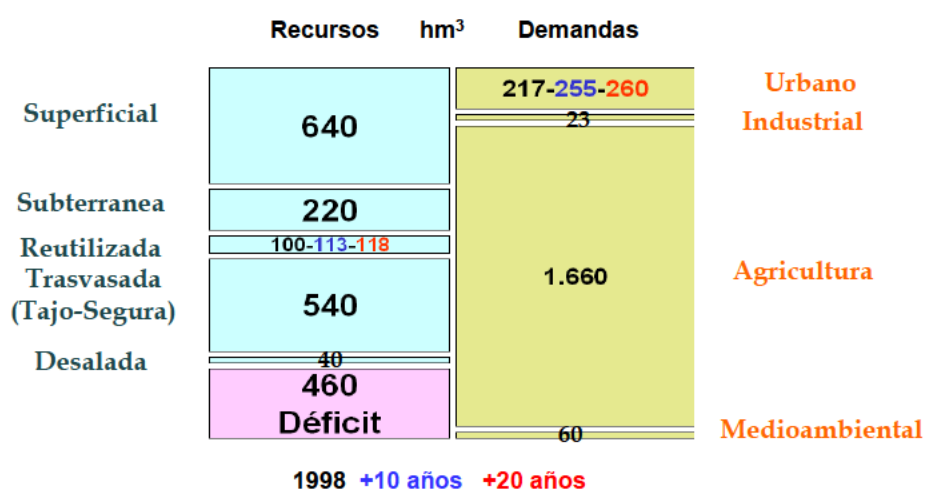 Recursos hm³ Demandas
Superficial
640
217-255-260
Urbano
23
Industrial
Subterranea
220
Reutilizada
100-113-118
Trasvasada
(Tajo-Segura)
540
1.660
Agricultura
Desalada
40
460
Déficit
60
Medioambiental
1998 +10 años +20 años